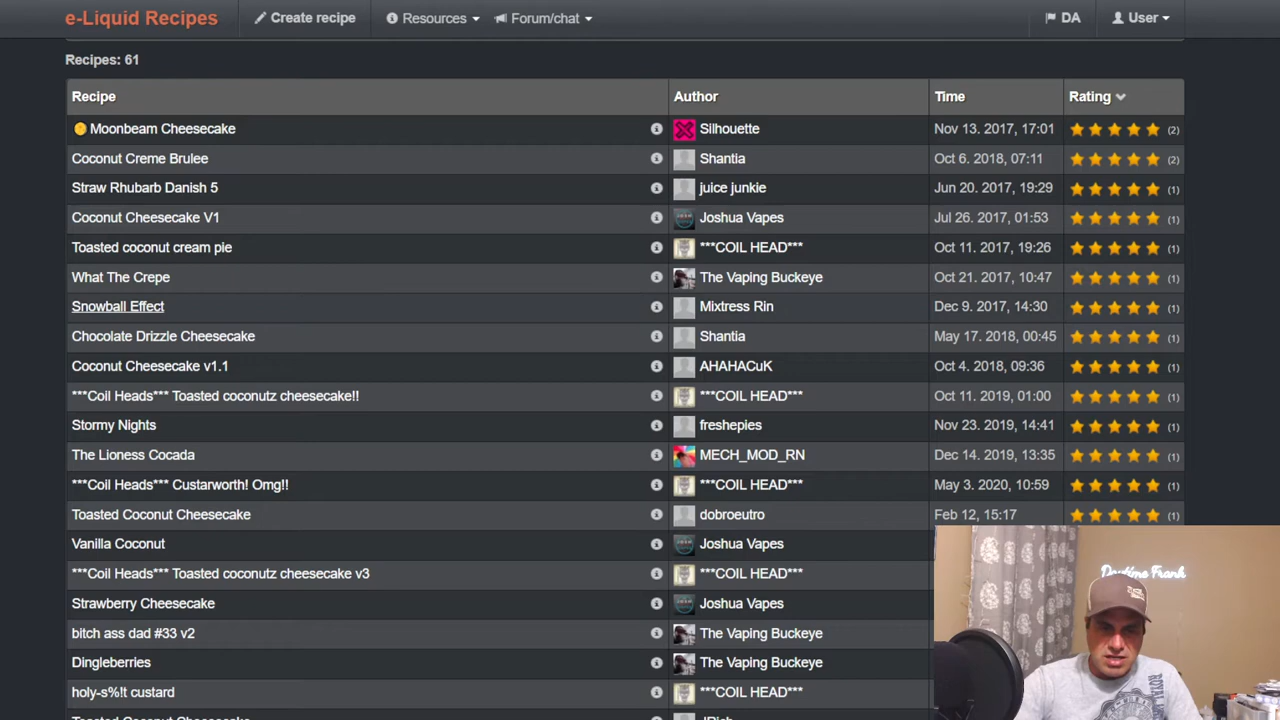 e-Liquid Recipes Create recipe Resources Forum/chat DA User
Recipes: 61
Recipe Author Time Rating
Moonbeam Cheesecake Silhouette Nov 13. 2017, 17:01 (2)
Coconut Creme Brulee Shantia Oct 6. 2018, 07:11 (2)
Straw Rhubarb Danish 5 juice junkie Jun 20. 2017, 19:29 (1)
Coconut Cheesecake V1 Joshua Vapes Jul 26. 2017, 01:53 (1)
Toasted coconut cream pie ***COIL HEAD*** Oct 11. 2017, 19:26 (1)
What The Crepe The Vaping Buckeye Oct 21. 2017, 10:47 (1)
Snowball Effect Mixtress Rin Dec 9. 2017, 14:30 (1)
Chocolate Drizzle Cheesecake Shantia May 17. 2018, 00:45 (1)
Coconut Cheesecake v1.1 AHAHACuK Oct 4. 2018, 09:36 (1)
***Coil Heads*** Toasted coconutz cheesecake!! ***COIL HEAD*** Oct 11. 2019, 01:00 (1)
Stormy Nights freshepies Nov 23. 2019, 14:41 (1)
The Lioness Cocada MECH_MOD_RN Dec 14. 2019, 13:35 (1)
***Coil Heads*** Custarworth! Omg!! ***COIL HEAD*** May 3. 2020, 10:59 (1)
Toasted Coconut Cheesecake dobroeutro Feb 12, 15:17 (1)
Vanilla Coconut Joshua Vapes
***Coil Heads*** Toasted coconutz cheesecake v3 ***COIL HEAD***
Daytime Frank
Strawberry Cheesecake Joshua Vapes
bitch ass dad #33 v2 The Vaping Buckeye
Dingleberries The Vaping Buckeye
holy-s%!t custard ***COIL HEAD***
Toasted Coconut Cheesecake